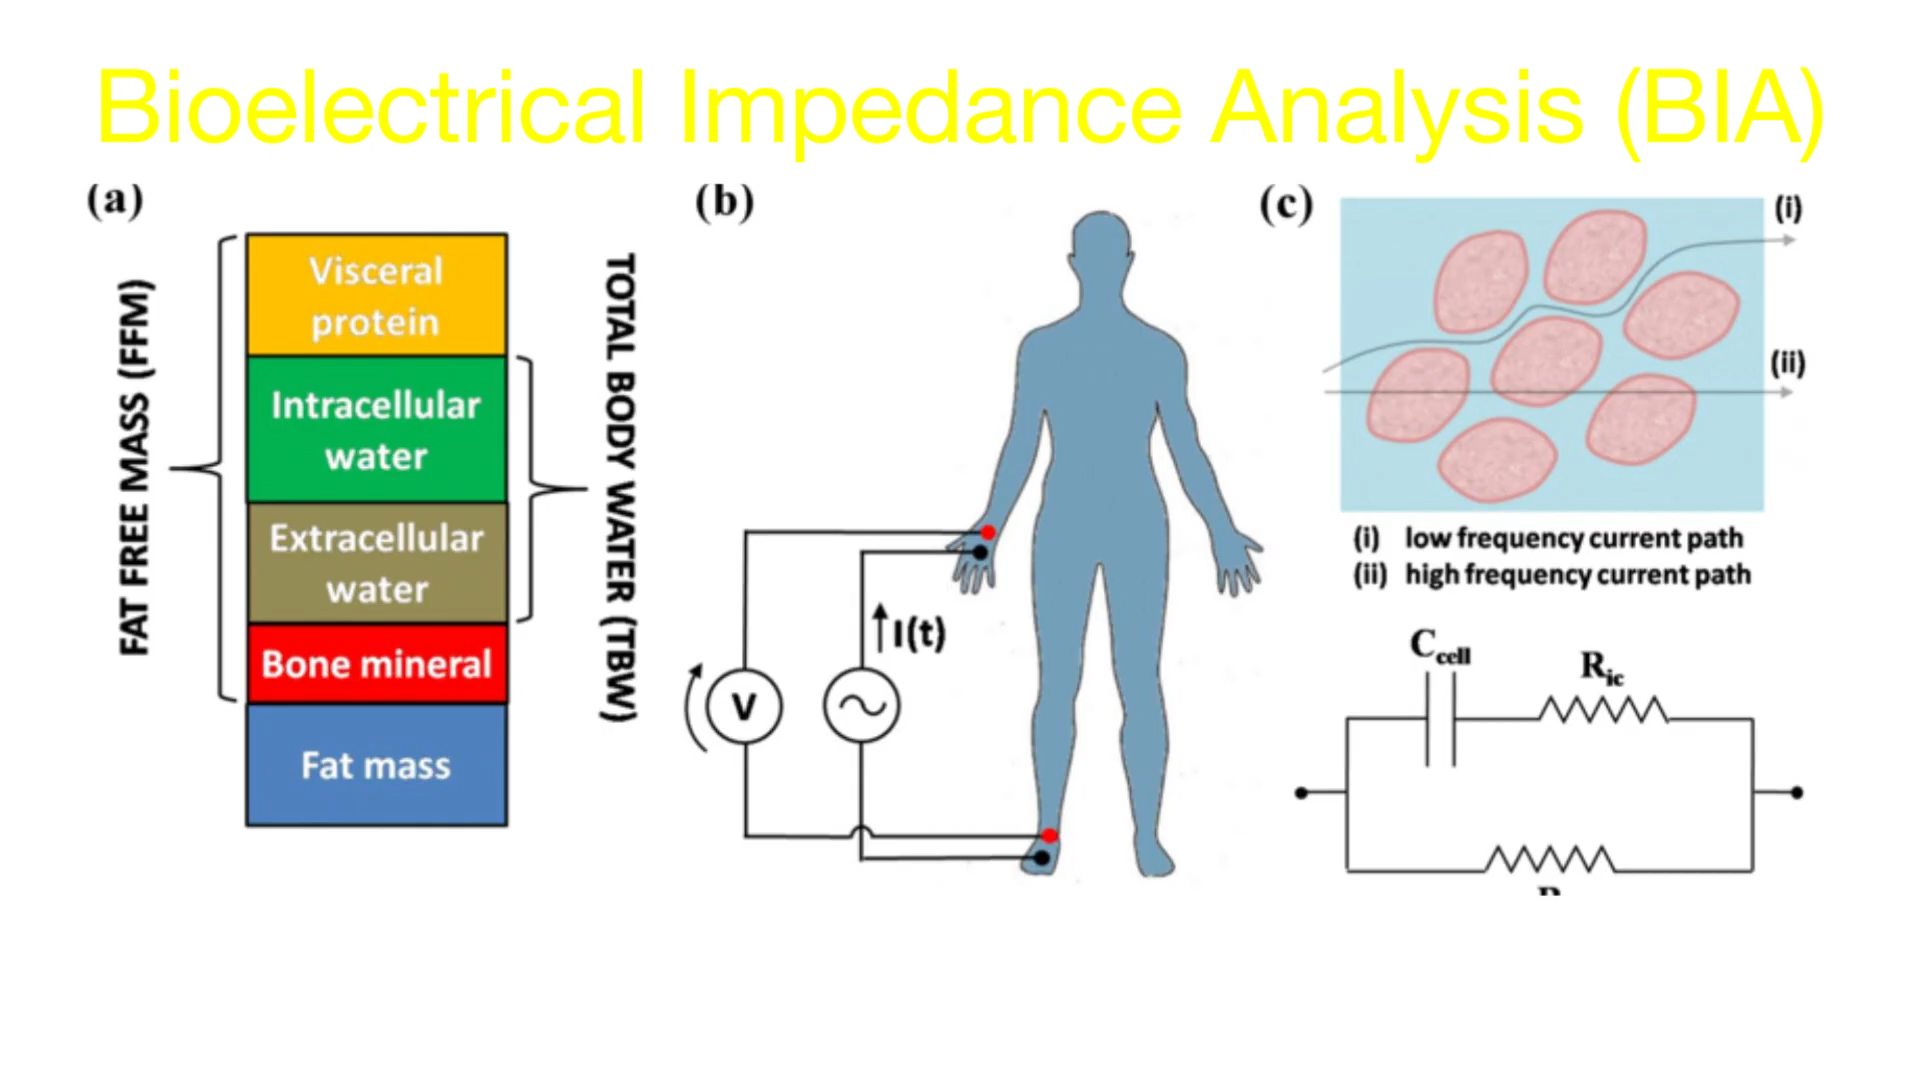 Bioelectrical Impedance Analysis (BIA)
(a)
FAT FREE MASS (FFM)
Visceral
protein
Intracellular
water
Extracellular
water
Bone mineral
Fat mass
TOTAL BODY WATER (TBW)
(b)
I(t)
V
(c)
(i)
(ii)
(i) low frequency current path
(ii) high frequency current path
Ccell
Ric